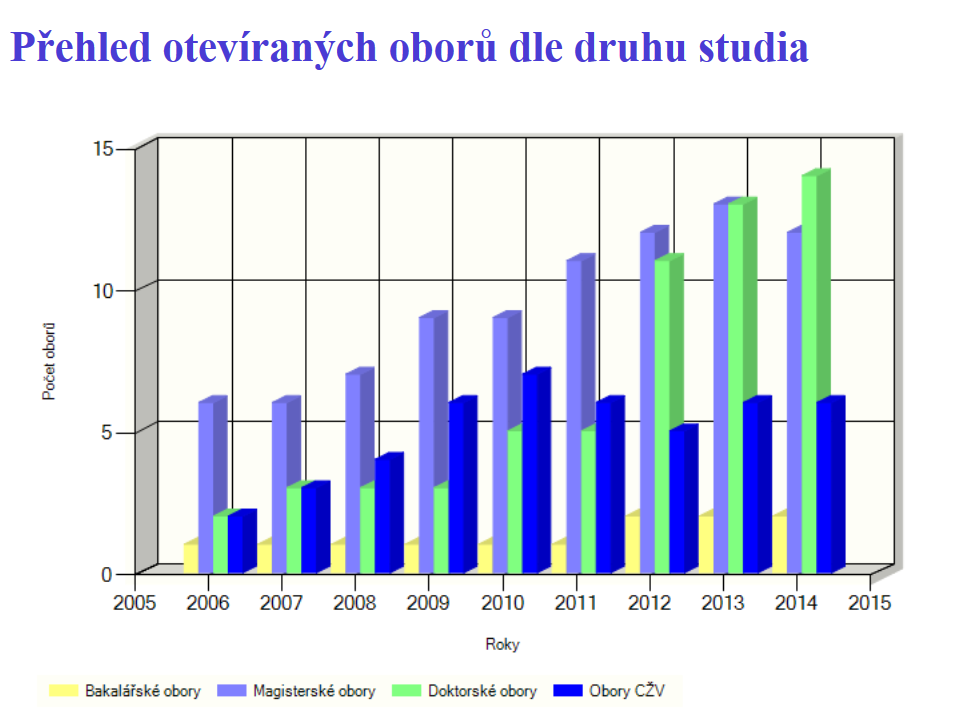 Přehled otevíraných oborů dle druhu studia
15
10
5
0
Počet oborů
2005 2006 2007 2008 2009 2010 2011 2012 2013 2014 2015
Roky
Bakalářské obory Magisterské obory Doktorské obory Obory CŽV